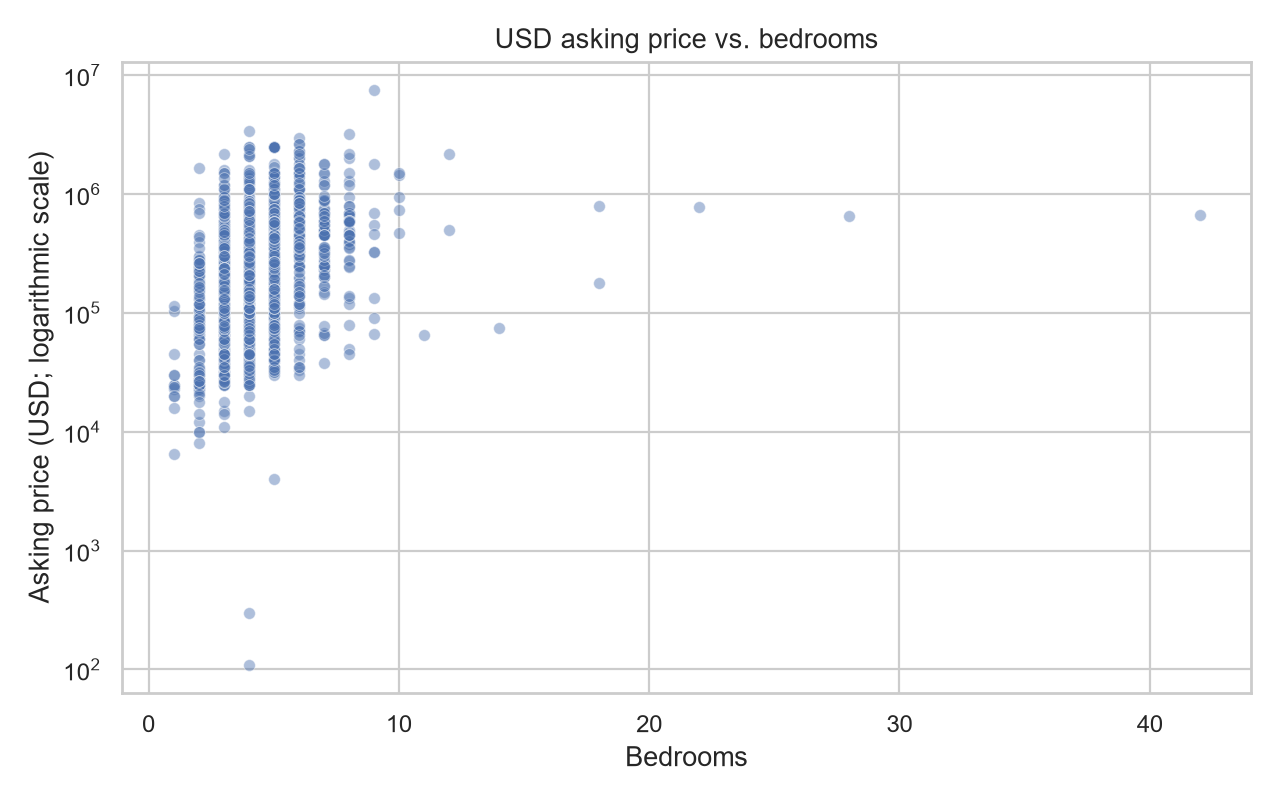 USD asking price vs. bedrooms
Asking price (USD; logarithmic scale)
10⁷
10⁶
10⁵
10⁴
10³
10²
0 10 20 30 40
Bedrooms